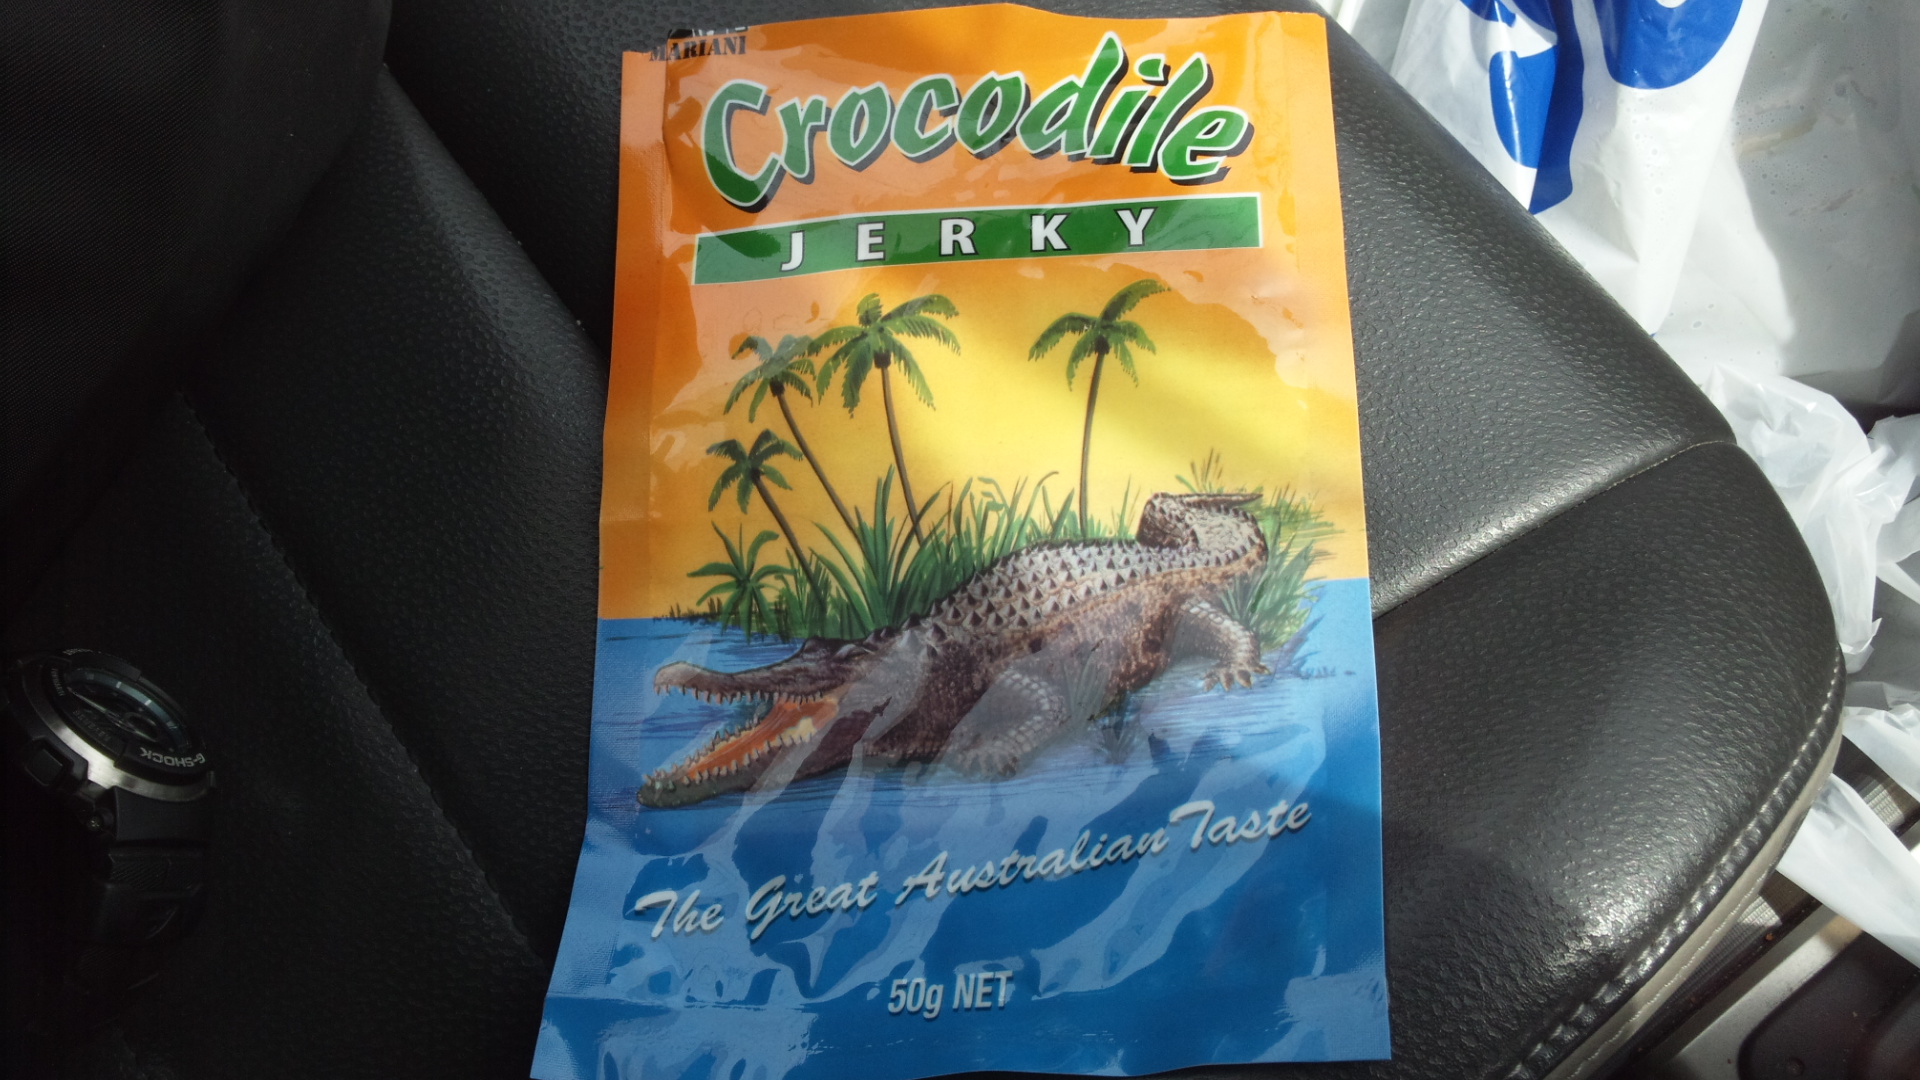 MARIANI
Crocodile
JERKY
The Great Australian Taste
50g NET
G-SHOCK